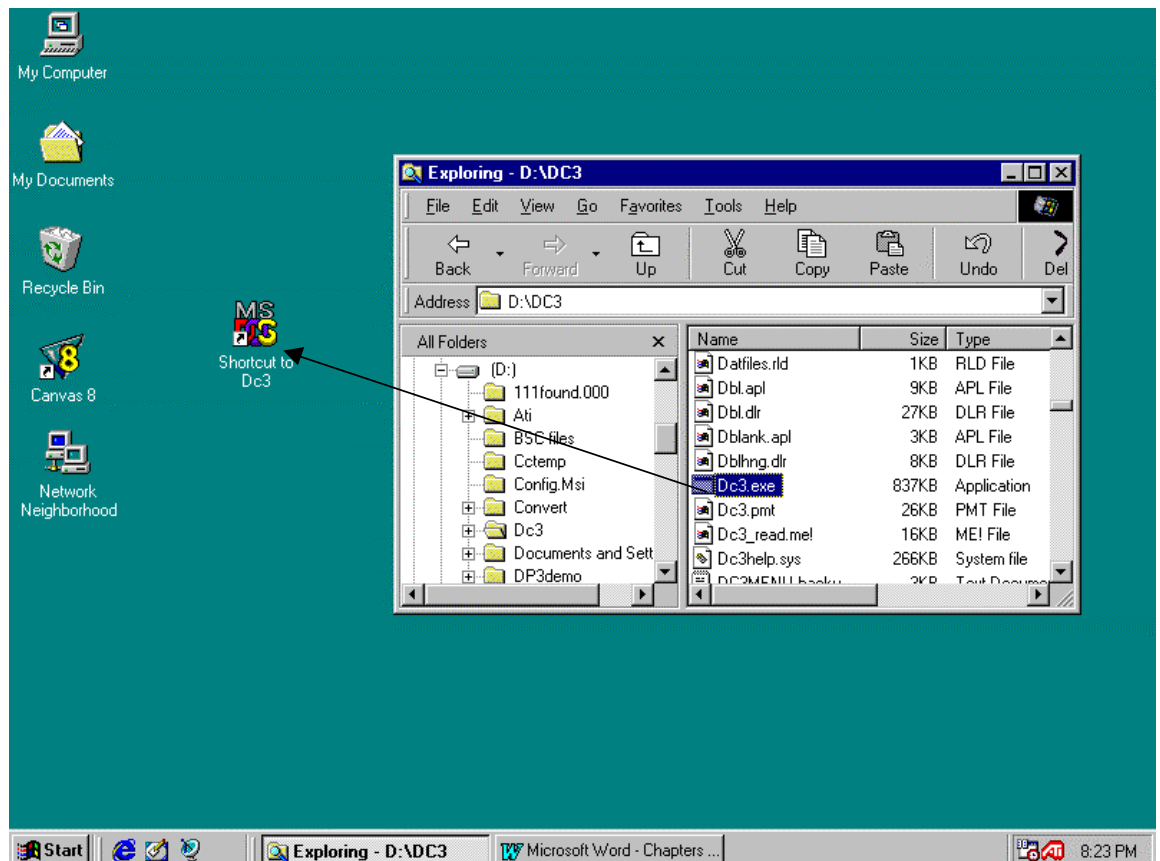 My Computer
My Documents
Recycle Bin
Canvas 8
Network
Neighborhood
MS
Shortcut to
Dc3
Exploring - D:\DC3
File Edit View Go Favorites Tools Help
Back Forward Up Cut Copy Paste Undo Del
Address D:\DC3
All Folders
(D:)
111found.000
Ati
BSC files
Cctemp
Config.Msi
Convert
Dc3
Documents and Sett
DP3demo
Name Size Type
Datfiles.rld 1KB RLD File
Dbl.apl 9KB APL File
Dbl.dlr 27KB DLR File
Dblank.apl 3KB APL File
Dblhng.dlr 8KB DLR File
Dc3.exe 837KB Application
Dc3.pmt 26KB PMT File
Dc3_read.me! 16KB ME! File
Dc3help.sys 266KB System file
Start Exploring - D:\DC3 Microsoft Word - Chapters ... 8:23 PM